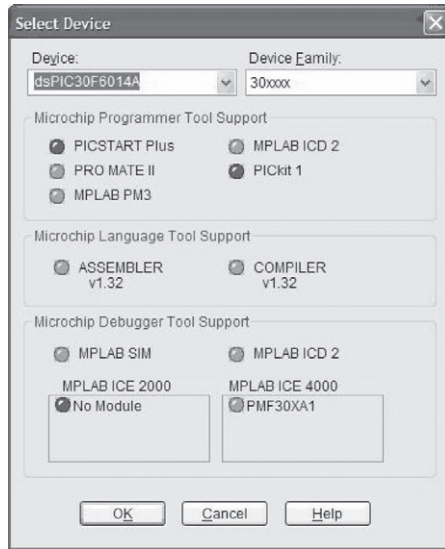 Select Device
Device: Device Family:
dsPIC30F6014A 30xxxx
Microchip Programmer Tool Support
PICSTART Plus MPLAB ICD 2
PRO MATE II PICkit 1
MPLAB PM3
Microchip Language Tool Support
ASSEMBLER COMPILER
v1.32 v1.32
Microchip Debugger Tool Support
MPLAB SIM MPLAB ICD 2
MPLAB ICE 2000 MPLAB ICE 4000
No Module PMF30XA1
OK Cancel Help